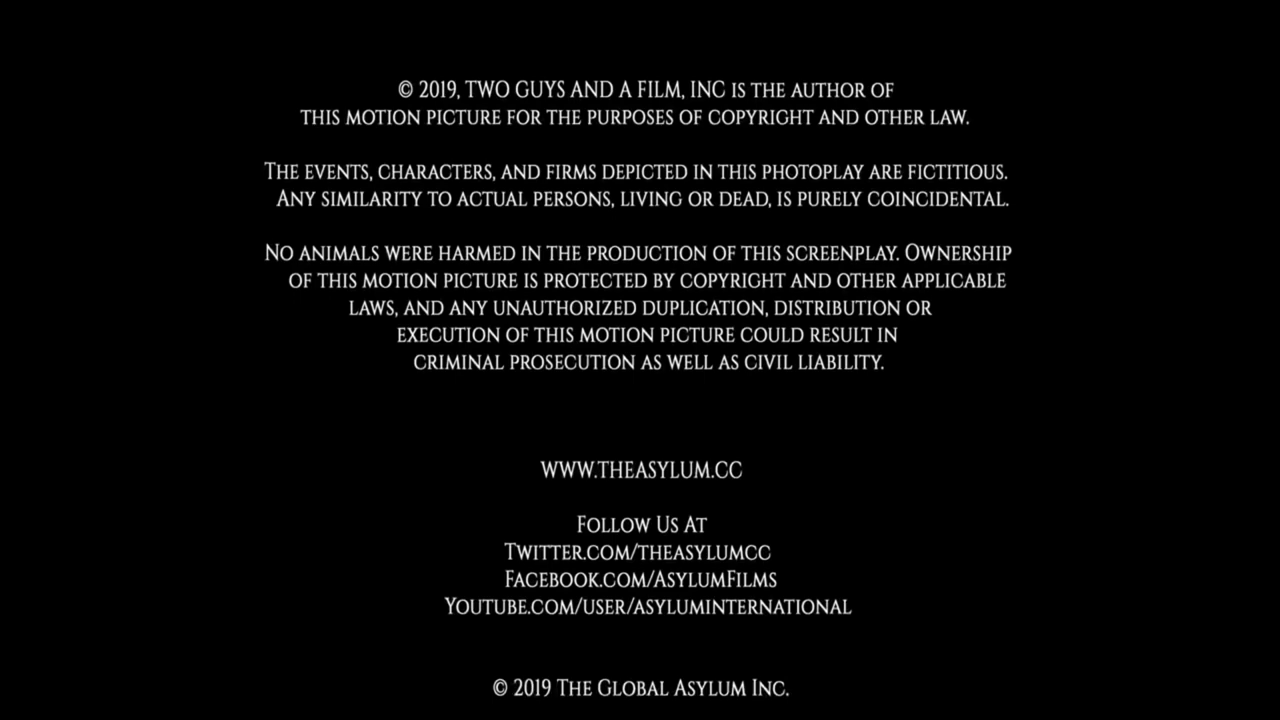 © 2019, TWO GUYS AND A FILM, INC IS THE AUTHOR OF
THIS MOTION PICTURE FOR THE PURPOSES OF COPYRIGHT AND OTHER LAW.
THE EVENTS, CHARACTERS, AND FIRMS DEPICTED IN THIS PHOTOPLAY ARE FICTITIOUS.
ANY SIMILARITY TO ACTUAL PERSONS, LIVING OR DEAD, IS PURELY COINCIDENTAL.
NO ANIMALS WERE HARMED IN THE PRODUCTION OF THIS SCREENPLAY. OWNERSHIP
OF THIS MOTION PICTURE IS PROTECTED BY COPYRIGHT AND OTHER APPLICABLE
LAWS, AND ANY UNAUTHORIZED DUPLICATION, DISTRIBUTION OR
EXECUTION OF THIS MOTION PICTURE COULD RESULT IN
CRIMINAL PROSECUTION AS WELL AS CIVIL LIABILITY.
WWW.THEASYLUM.CC
FOLLOW US AT
TWITTER.COM/THEASYLUMCC
FACEBOOK.COM/ASYLUMFILMS
YOUTUBE.COM/USER/ASYLUMINTERNATIONAL
© 2019 THE GLOBAL ASYLUM INC.